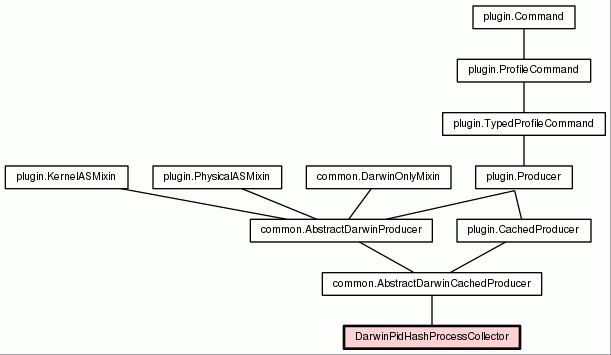 plugin.Command
plugin.ProfileCommand
plugin.TypedProfileCommand
plugin.KernelASMixin
plugin.PhysicalASMixin
common.DarwinOnlyMixin
plugin.Producer
common.AbstractDarwinProducer
plugin.CachedProducer
common.AbstractDarwinCachedProducer
DarwinPidHashProcessCollector